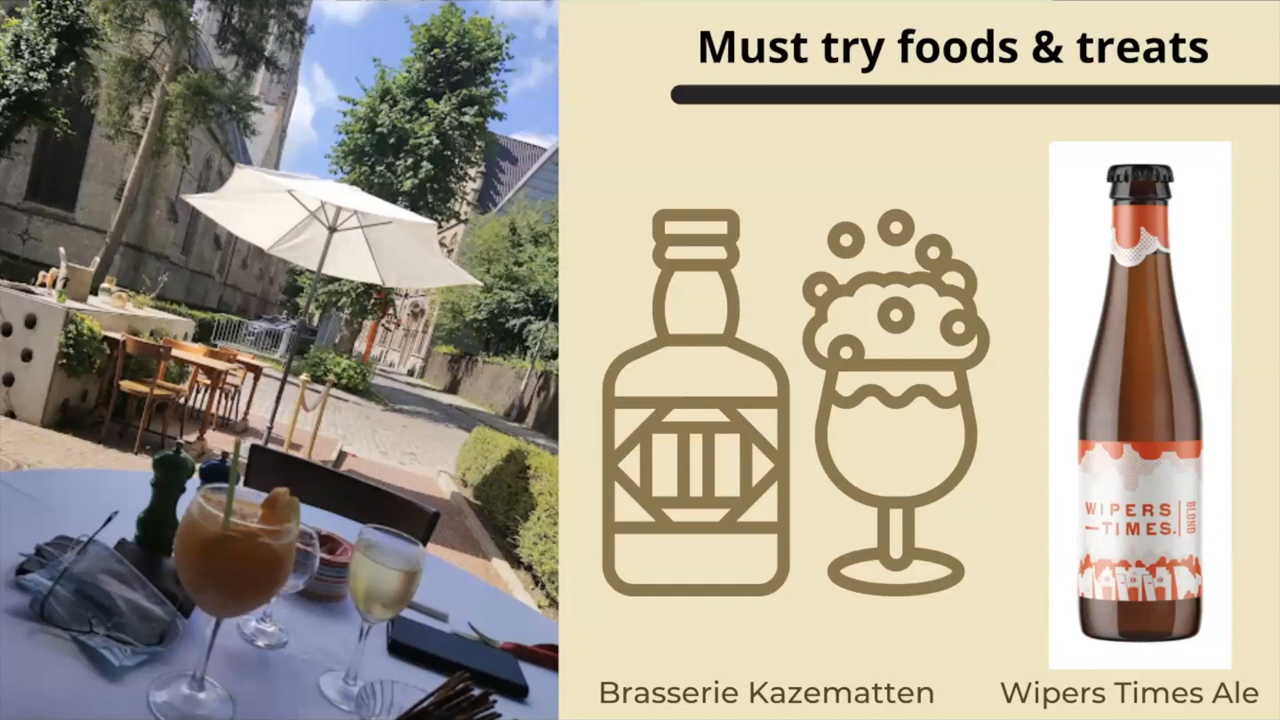 Must try foods & treats
WIPERS
—TIMES.
BLOND
Brasserie Kazematten
Wipers Times Ale